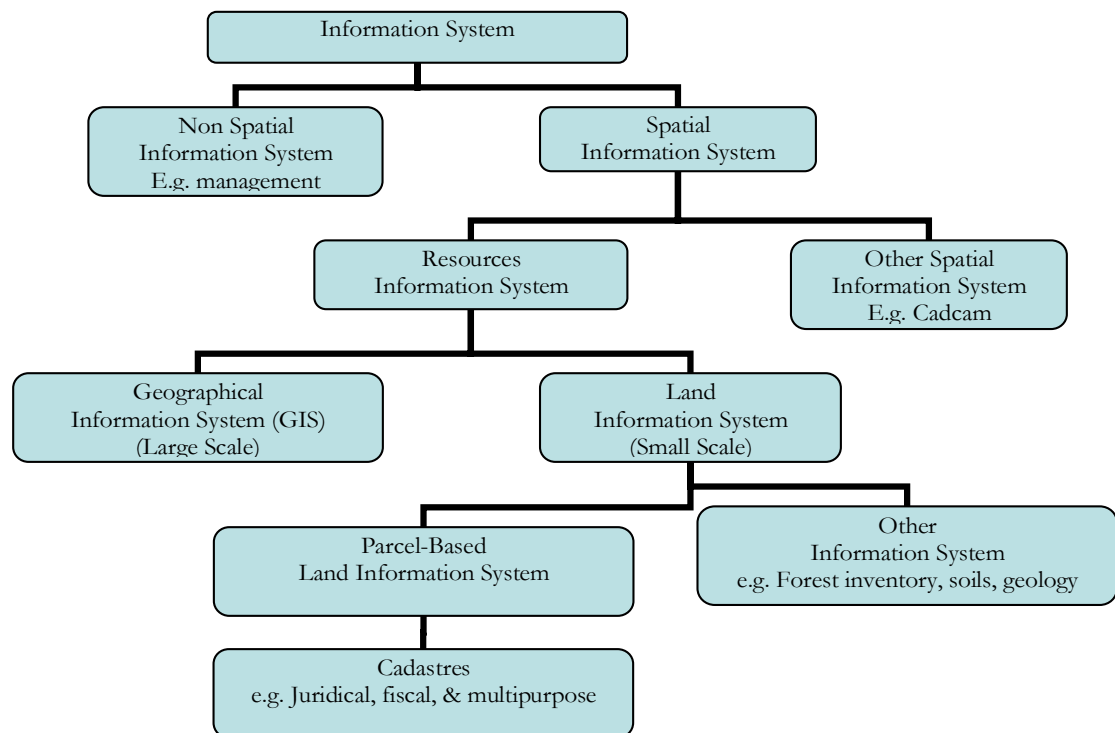 Information System
Non Spatial
Information System
E.g. management
Spatial
Information System
Resources
Information System
Other Spatial
Information System
E.g. Cadcam
Geographical
Information System (GIS)
(Large Scale)
Land
Information System
(Small Scale)
Parcel-Based
Land Information System
Other
Information System
e.g. Forest inventory, soils, geology
Cadastres
e.g. Juridical, fiscal, & multipurpose